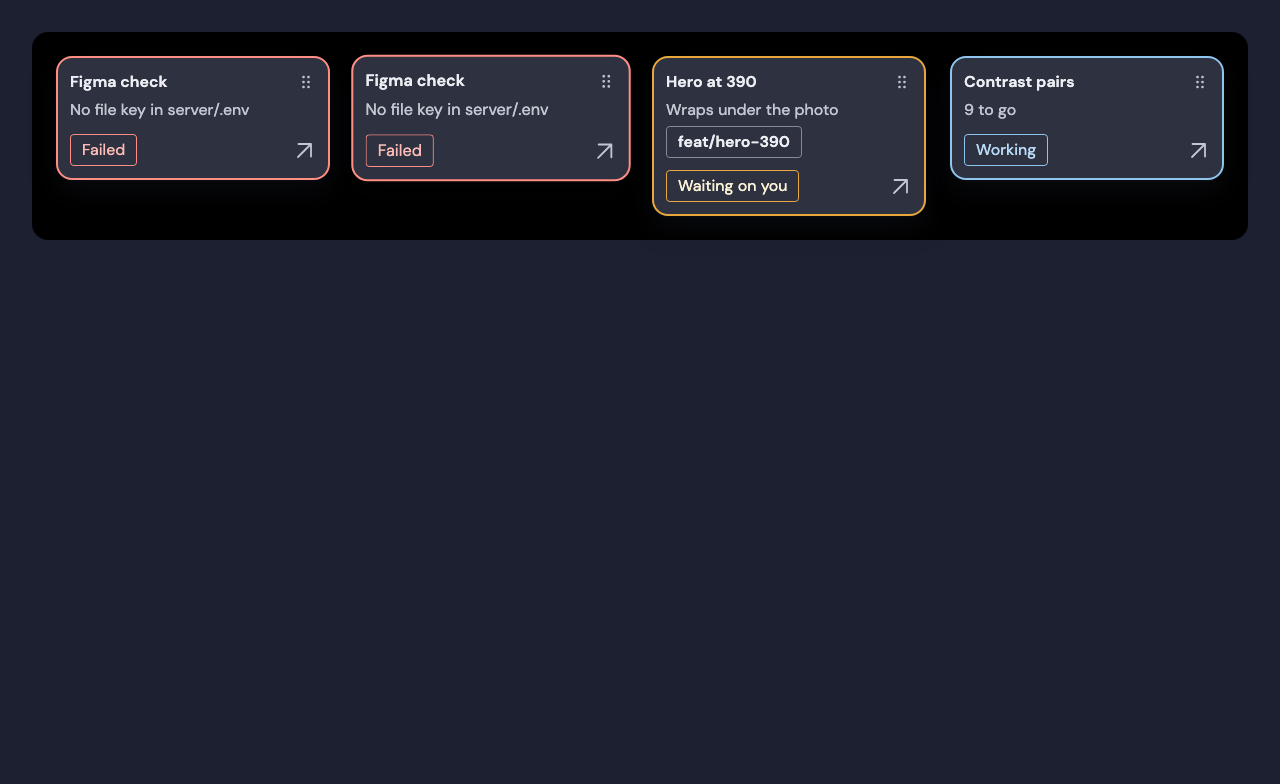 Figma check
No file key in server/.env
Failed
Figma check
No file key in server/.env
Failed
Hero at 390
Wraps under the photo
feat/hero-390
Waiting on you
Contrast pairs
9 to go
Working